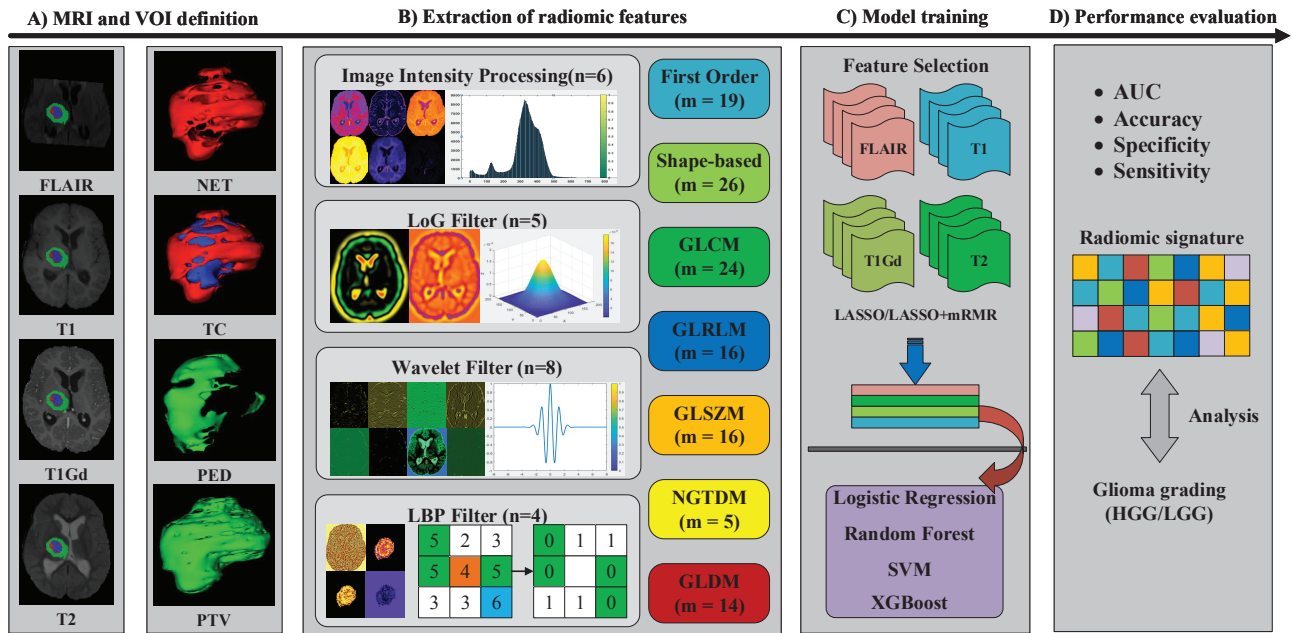 A) MRI and VOI definition
B) Extraction of radiomic features
C) Model training
D) Performance evaluation
FLAIR
T1
T1Gd
T2
NET
TC
PED
PTV
Image Intensity Processing(n=6)
LoG Filter (n=5)
Wavelet Filter (n=8)
LBP Filter (n=4)
5 2 3
5 4 5
3 3 6
0 1 1
0 0
1 1 0
First Order
(m = 19)
Shape-based
(m = 26)
GLCM
(m = 24)
GLRLM
(m = 16)
GLSZM
(m = 16)
NGTDM
(m = 5)
GLDM
(m = 14)
Feature Selection
FLAIR
T1
T1Gd
T2
LASSO/LASSO+mRMR
Logistic Regression
Random Forest
SVM
XGBoost
• AUC
• Accuracy
• Specificity
• Sensitivity
Radiomic signature
Analysis
Glioma grading
(HGG/LGG)